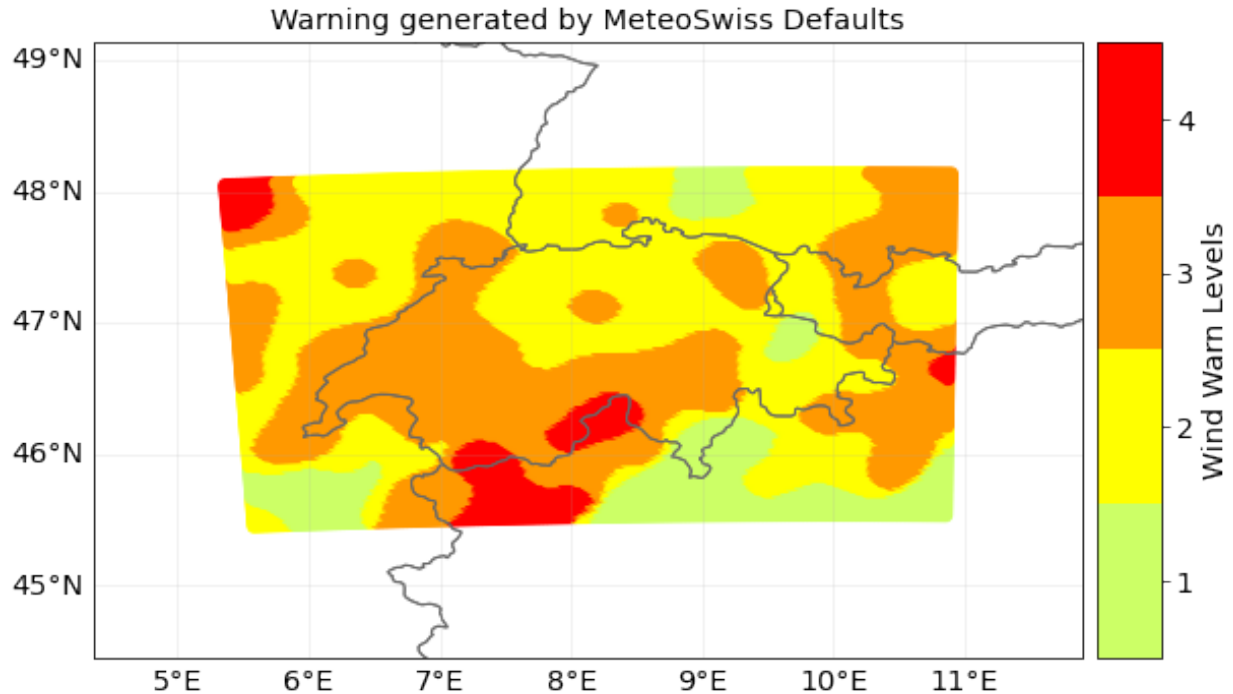 Warning generated by MeteoSwiss Defaults
49°N
48°N
47°N
46°N
45°N
5°E
6°E
7°E
8°E
9°E
10°E
11°E
4
3
2
1
Wind Warn Levels